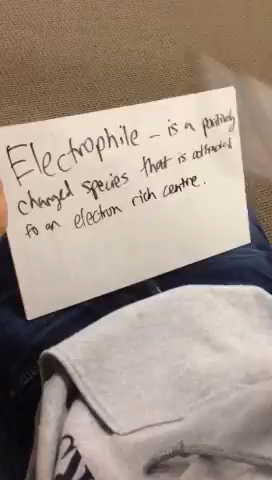 Electrophile - is a positively
charged species that is attracted
to an electron rich centre.